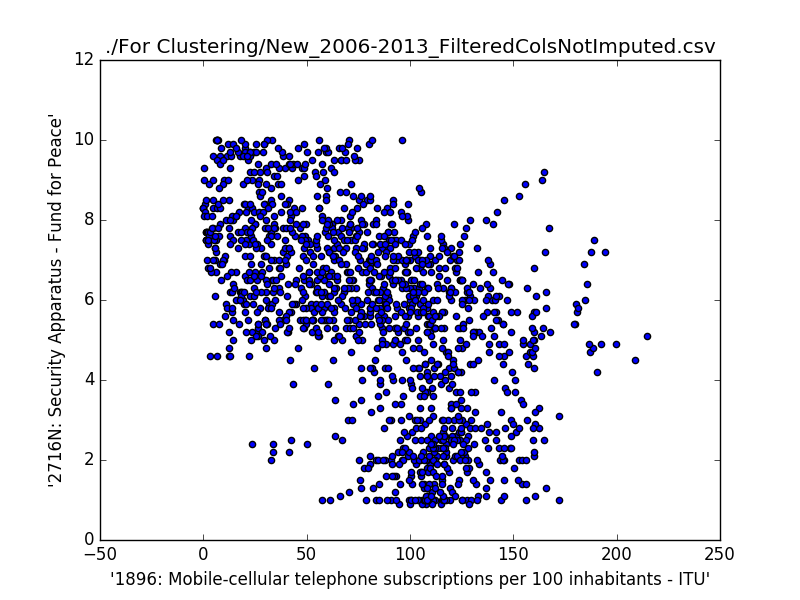 ./For Clustering/New_2006-2013_FilteredColsNotImputed.csv
12
10
8
6
4
2
0
'2716N: Security Apparatus - Fund for Peace'
−50 0 50 100 150 200 250
'1896: Mobile-cellular telephone subscriptions per 100 inhabitants - ITU'